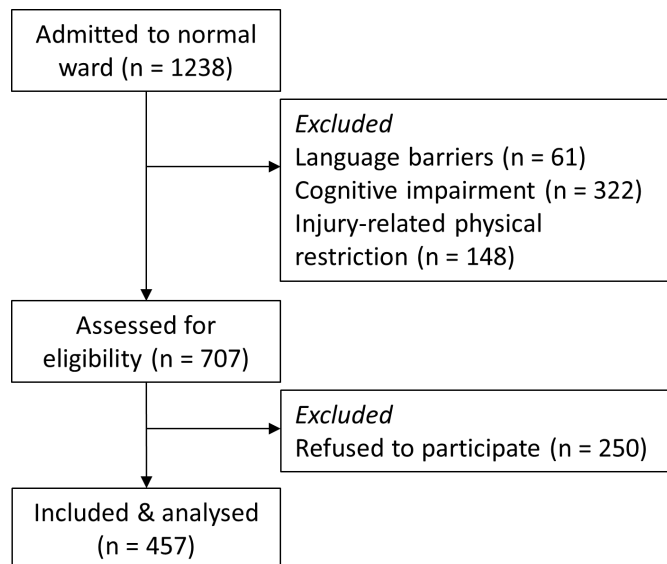 Admitted to normal
ward (n = 1238)
Excluded
Language barriers (n = 61)
Cognitive impairment (n = 322)
Injury-related physical
restriction (n = 148)
Assessed for
eligibility (n = 707)
Excluded
Refused to participate (n = 250)
Included & analysed
(n = 457)